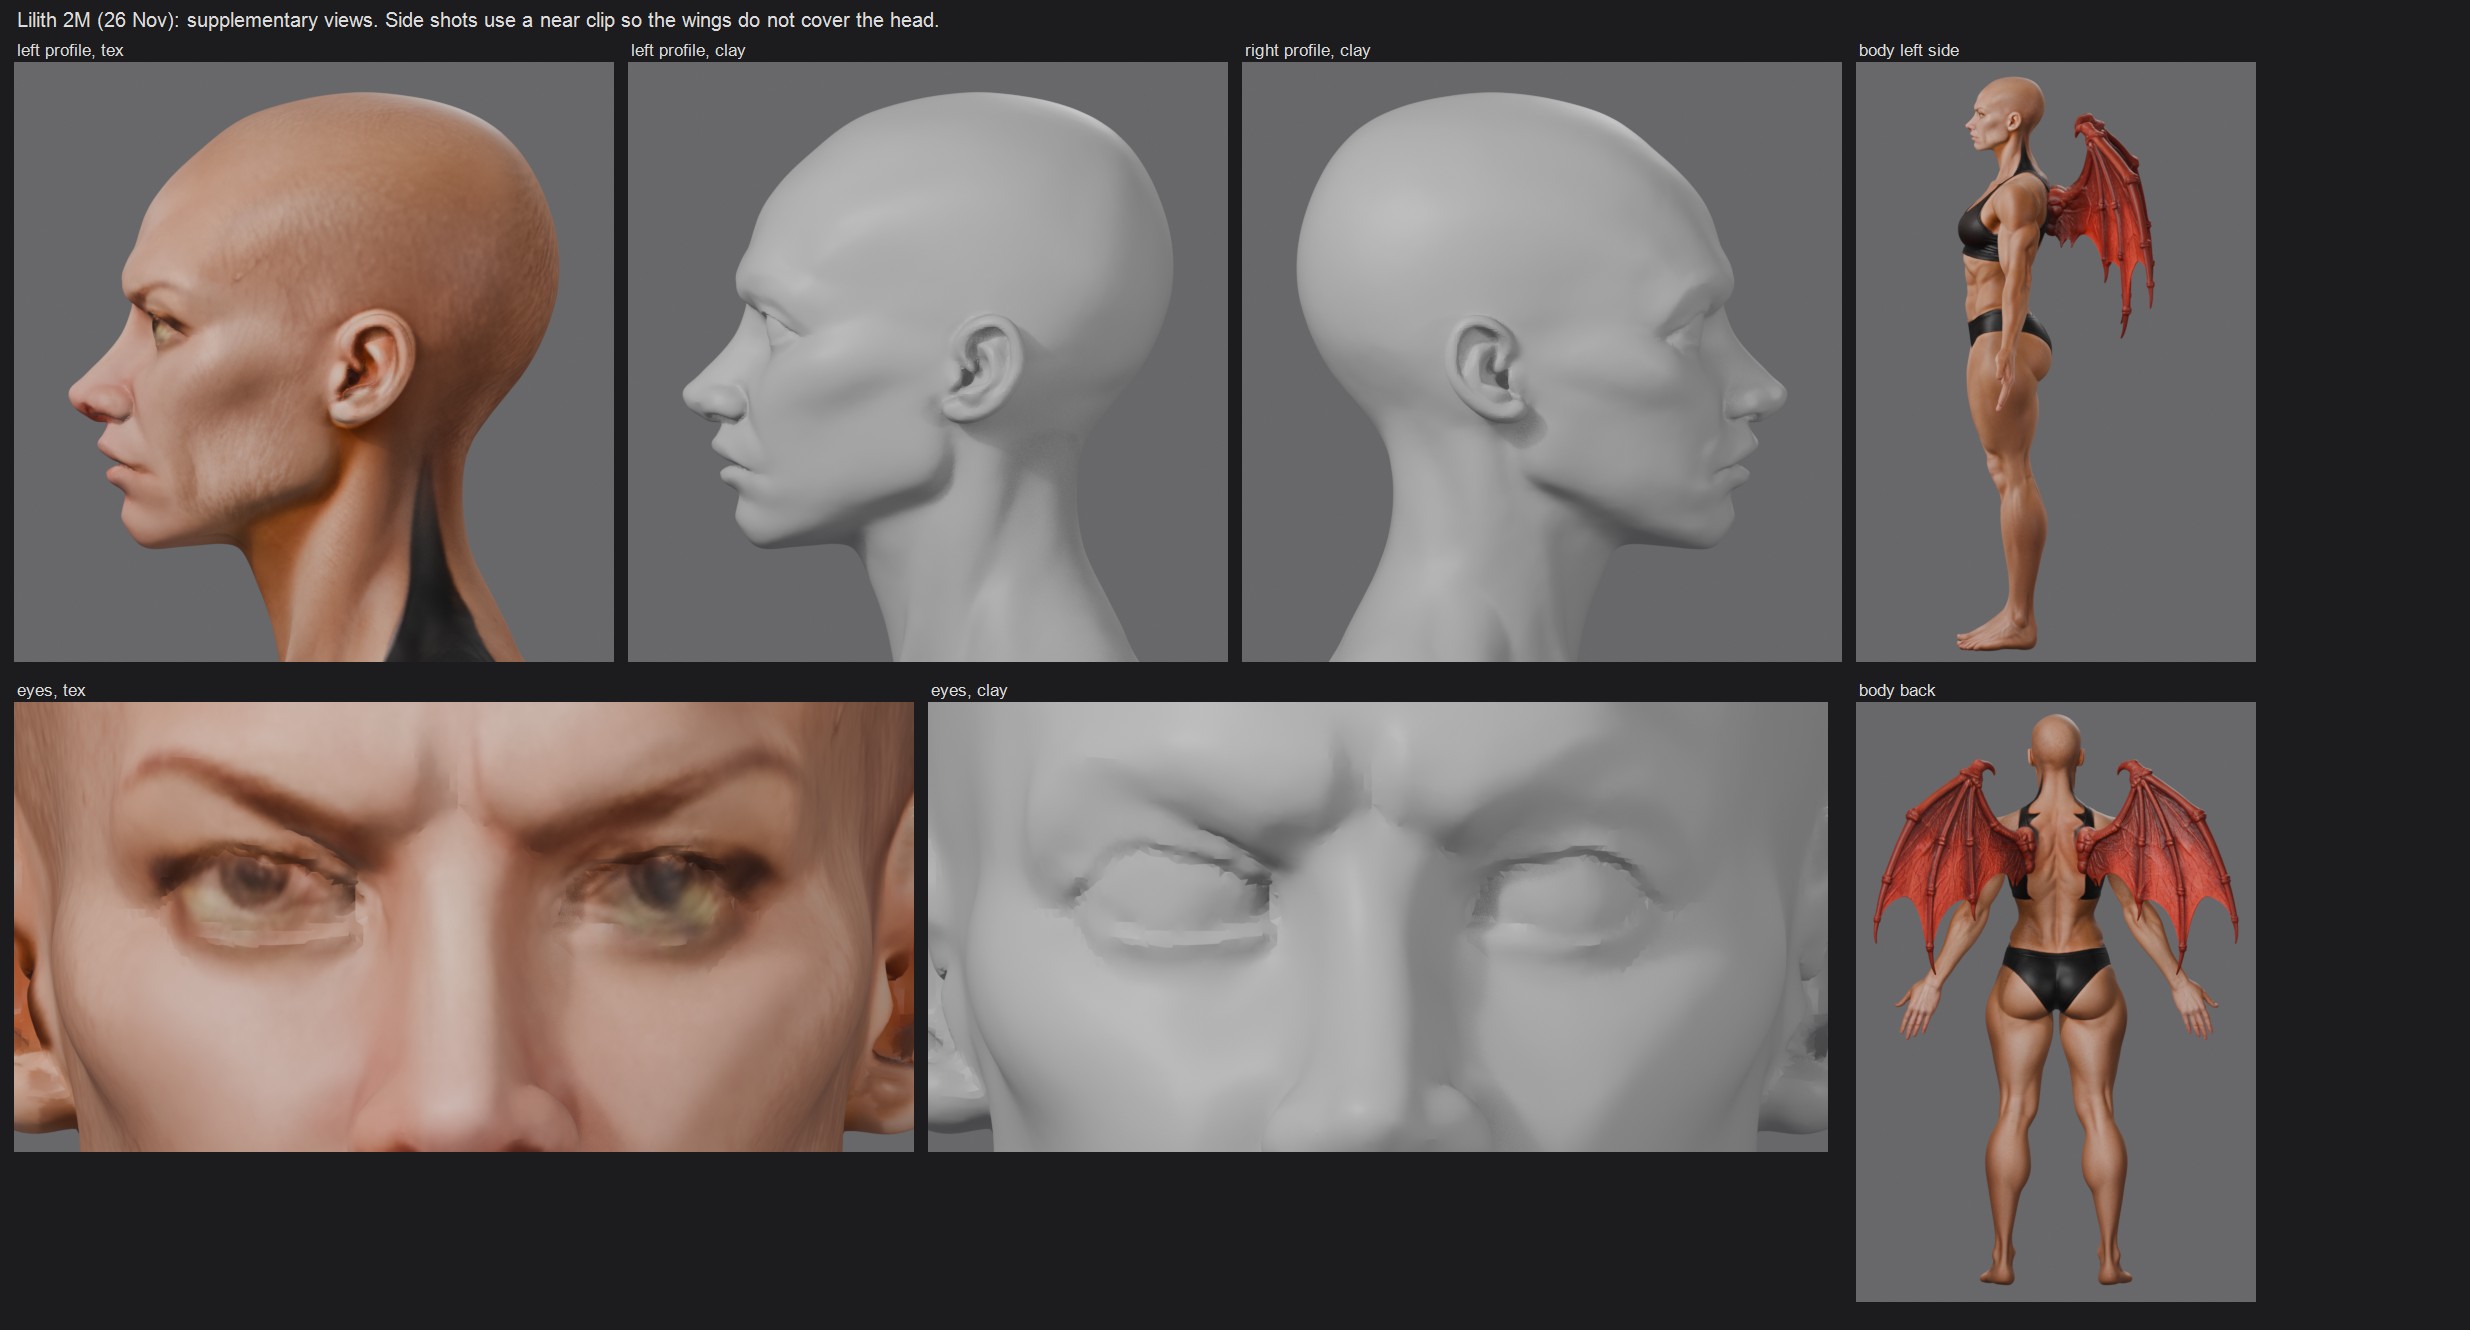 Lilith 2M (26 Nov): supplementary views. Side shots use a near clip so the wings do not cover the head.
left profile, tex
left profile, clay
right profile, clay
body left side
eyes, tex
eyes, clay
body back